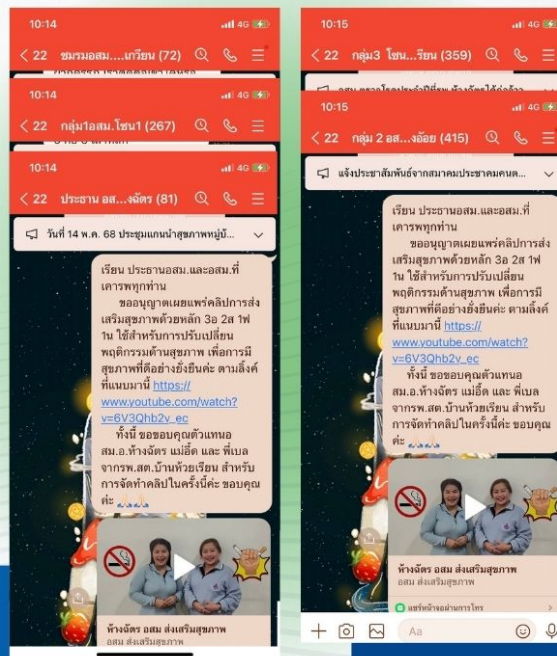 10:14
4G
< 22 ชมรมอสม....เกวียน (72)
10:14
4G
< 22 กลุ่ม1อสม.โซน1 (267)
10:14
4G
< 22 ประธาน อส...งฉัตร (81)
วันที่ 14 พ.ค. 68 ประชุมแกนนำสุขภาพหมู่บ้...
เรียน ประธานอสม.และอสม.ที่
เคารพทุกท่าน
ขออนุญาตเผยแพร่คลิปการส่ง
เสริมสุขภาพด้วยหลัก 3อ 2ส 1ฟ
1น ใช้สำหรับการปรับเปลี่ยน
พฤติกรรมด้านสุขภาพ เพื่อการมี
สุขภาพที่ดีอย่างยั่งยืนค่ะ ตามลิ้งค์
ที่แนบมานี้ https://
www.youtube.com/watch?
v=6V3Qhb2v_ec
ทั้งนี้ ขอขอบคุณตัวแทนอ
สม.อ.ห้างฉัตร แม่อี๊ด และ พี่เบล
จากรพ.สต.บ้านห้วยเรียน สำหรับ
การจัดทำคลิปในครั้งนี้ค่ะ ขอบคุณ
ค่ะ
ห้างฉัตร อสม ส่งเสริมสุขภาพ
อสม ส่งเสริมสุขภาพ
10:15
4G
< 22 กลุ่ม3 โซน...รียน (359)
10:15
4G
< 22 กลุ่ม 2 อส...งอ้อย (415)
แจ้งประชาสัมพันธ์จากสมาคมประชาคมคนต...
เรียน ประธานอสม.และอสม.ที่
เคารพทุกท่าน
ขออนุญาตเผยแพร่คลิปการส่ง
เสริมสุขภาพด้วยหลัก 3อ 2ส 1ฟ
1น ใช้สำหรับการปรับเปลี่ยน
พฤติกรรมด้านสุขภาพ เพื่อการมี
สุขภาพที่ดีอย่างยั่งยืนค่ะ ตามลิ้งค์
ที่แนบมานี้ https://
www.youtube.com/watch?
v=6V3Qhb2v_ec
ทั้งนี้ ขอขอบคุณตัวแทนอ
สม.อ.ห้างฉัตร แม่อี๊ด และ พี่เบล
จากรพ.สต.บ้านห้วยเรียน สำหรับ
การจัดทำคลิปในครั้งนี้ค่ะ ขอบคุณ
ค่ะ
ห้างฉัตร อสม ส่งเสริมสุขภาพ
อสม ส่งเสริมสุขภาพ
แชร์หน้าจอผ่านการโทร
Aa